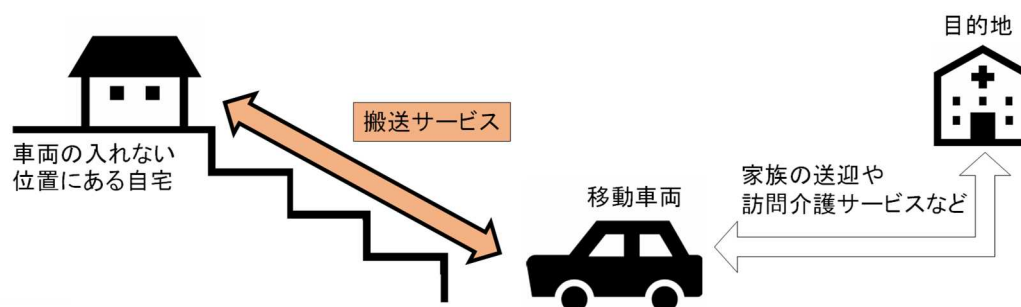 目的地
搬送サービス
車両の入れない
位置にある自宅
家族の送迎や
訪問介護サービスなど
移動車両